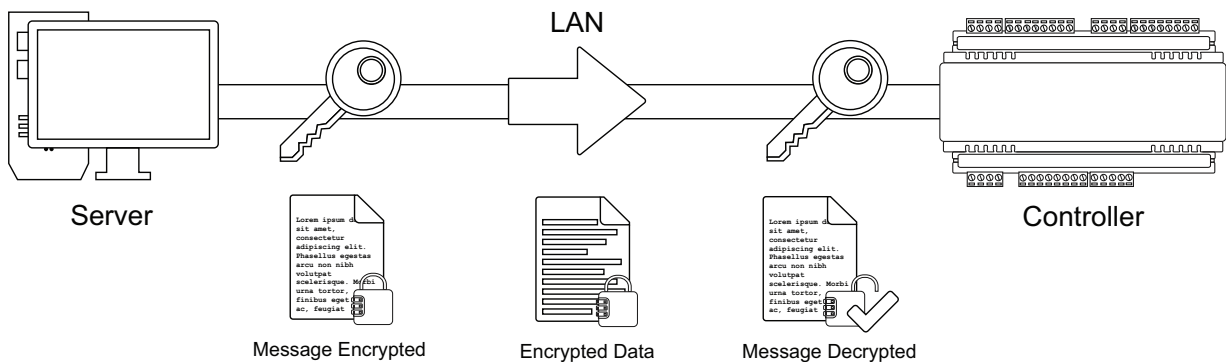 LAN
Server
Controller
Lorem ipsum d
sit amet,
consectetur
adipiscing elit.
Phasellus egestas
arcu non nibh
volutpat
scelerisque. Morbi
urna tortor,
finibus eget
ac, feugiat
Lorem ipsum d
sit amet,
consectetur
adipiscing elit.
Phasellus egestas
arcu non nibh
volutpat
scelerisque. Morbi
urna tortor,
finibus eget
ac, feugiat
Message Encrypted
Encrypted Data
Message Decrypted